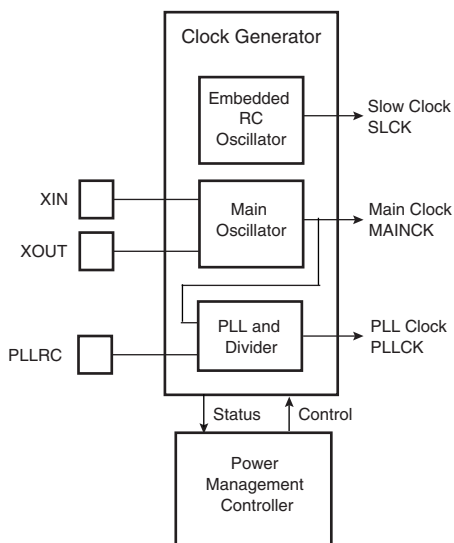 Clock Generator
Embedded
RC
Oscillator
Slow Clock
SLCK
XIN
XOUT
Main
Oscillator
Main Clock
MAINCK
PLLRC
PLL and
Divider
PLL Clock
PLLCK
Status
Control
Power
Management
Controller